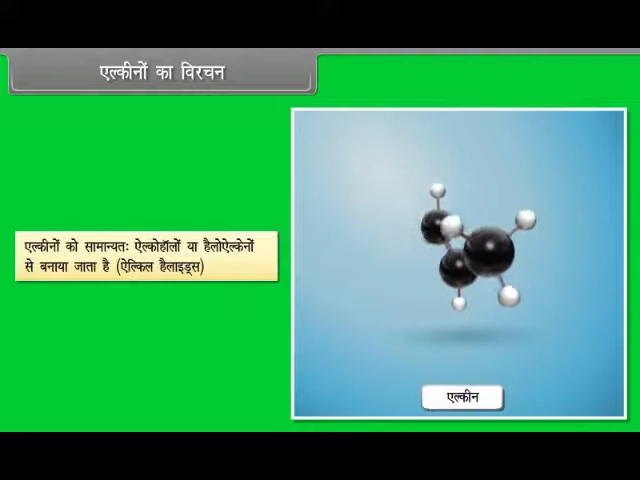 एल्कीनों का विरचन
एल्कीनों को सामान्यतः ऐल्कोहॉलों या हैलोऐल्केनों
से बनाया जाता है (ऐल्किल हैलाइड्स)
एल्कीन